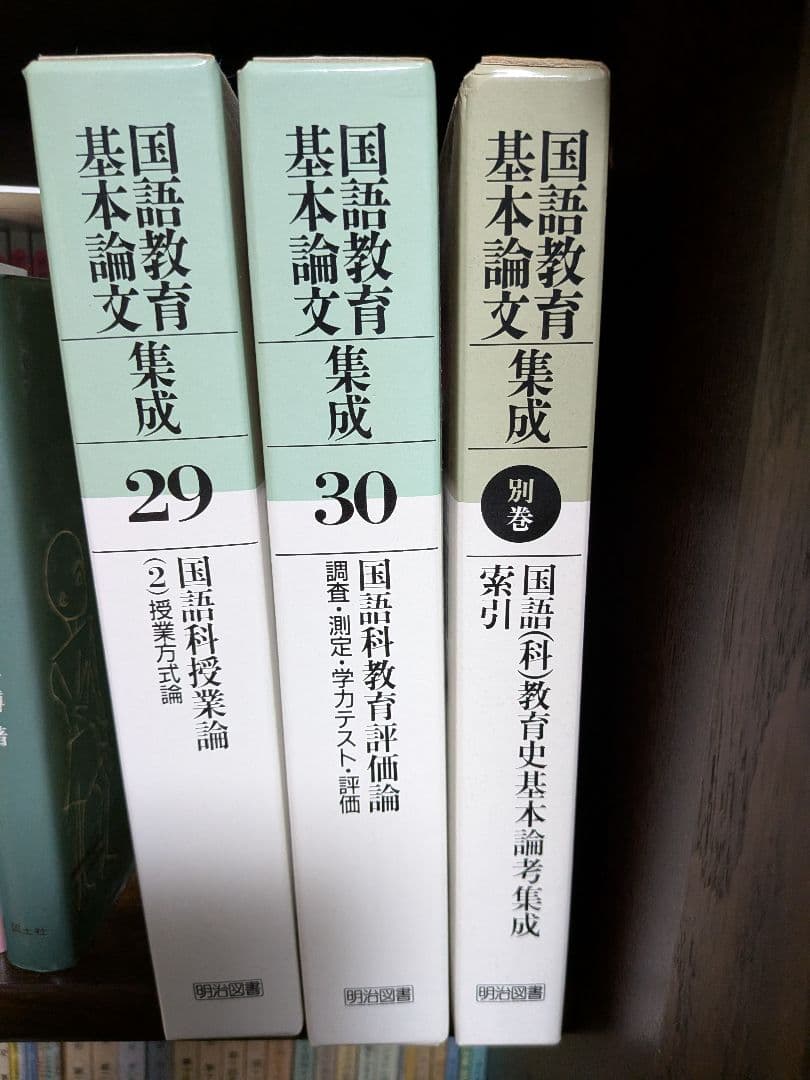 国語教育
基本論文
集成
29
国語科授業論
(2)授業方式論
明治図書
国語教育
基本論文
集成
30
国語科教育評価論
調査・測定・学力テスト・評価
明治図書
国語教育
基本論文
集成
別巻
国語(科)教育史基本論考集成
索引
明治図書